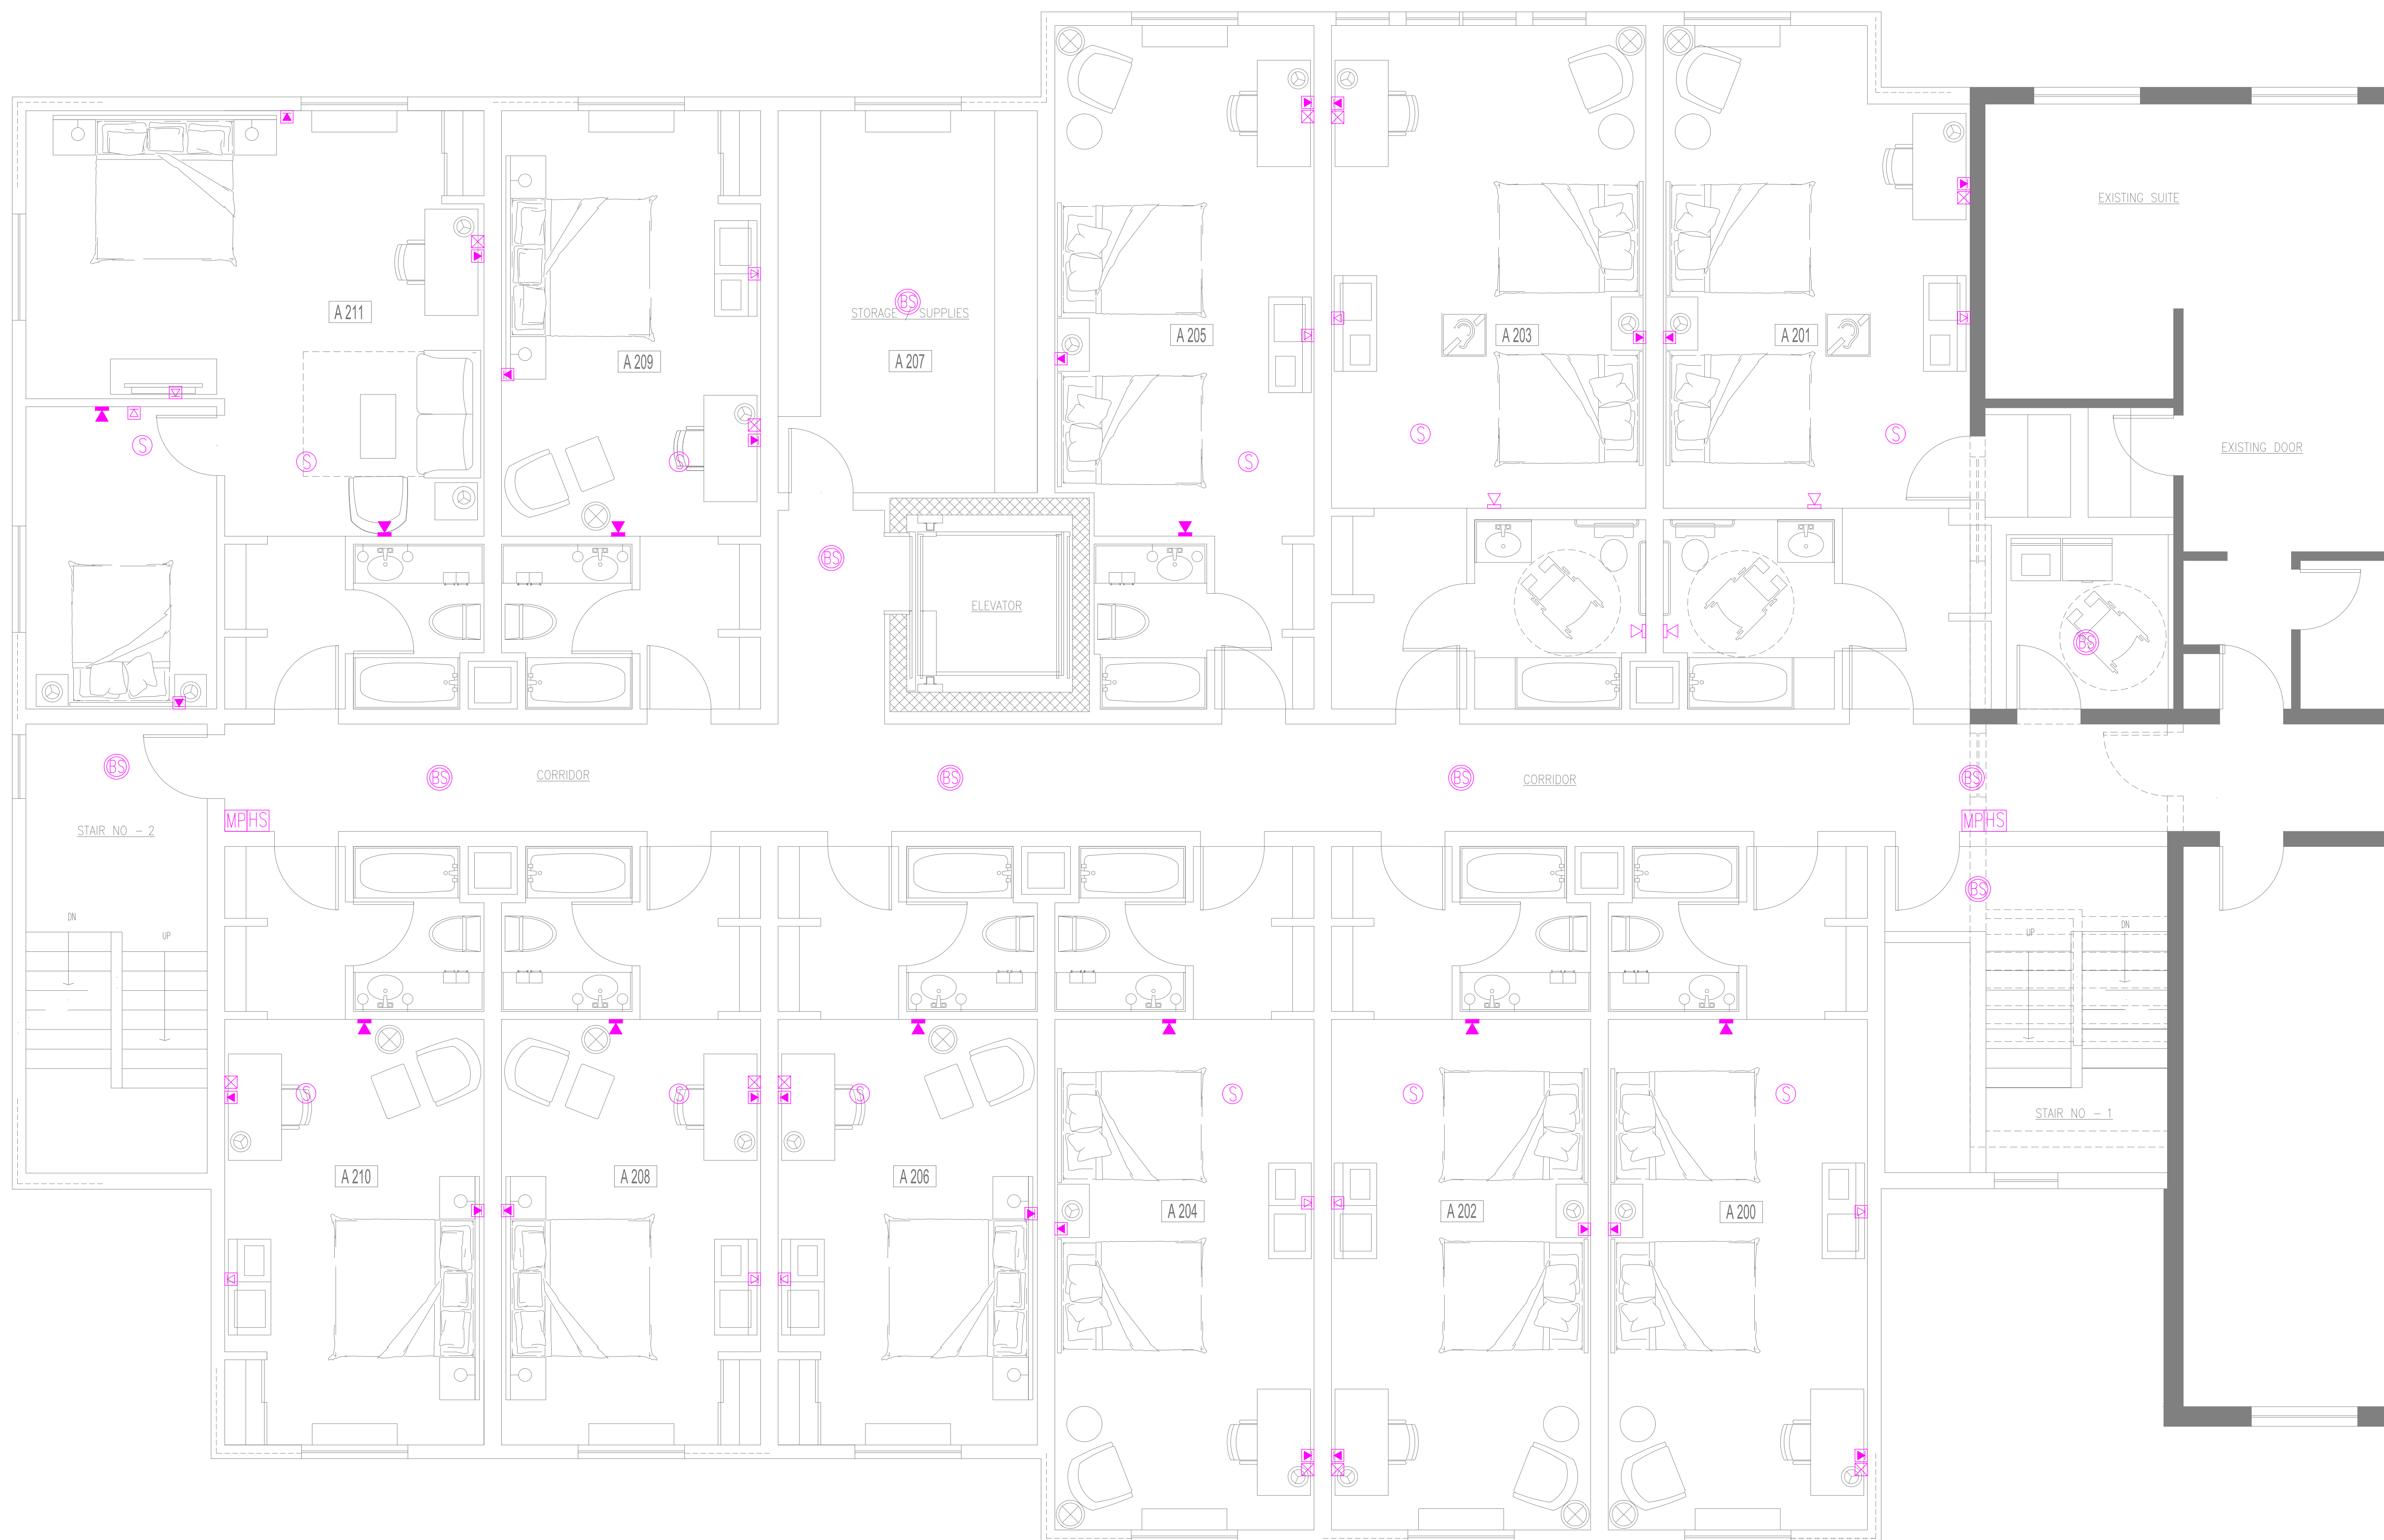 EXISTING SUITE
BS
STORAGE / SUPPLIES
A 211
A 209
A 207
A 205
A 203
A 201
S
S
S
S
S
S
EXISTING DOOR
BS
ELEVATOR
BS
BS
BS
CORRIDOR
BS
BS
CORRIDOR
BS
MP HS
MP HS
STAIR NO - 2
BS
DN
UP
UP
DN
S
S
S
S
S
S
STAIR NO - 1
A 210
A 208
A 206
A 204
A 202
A 200